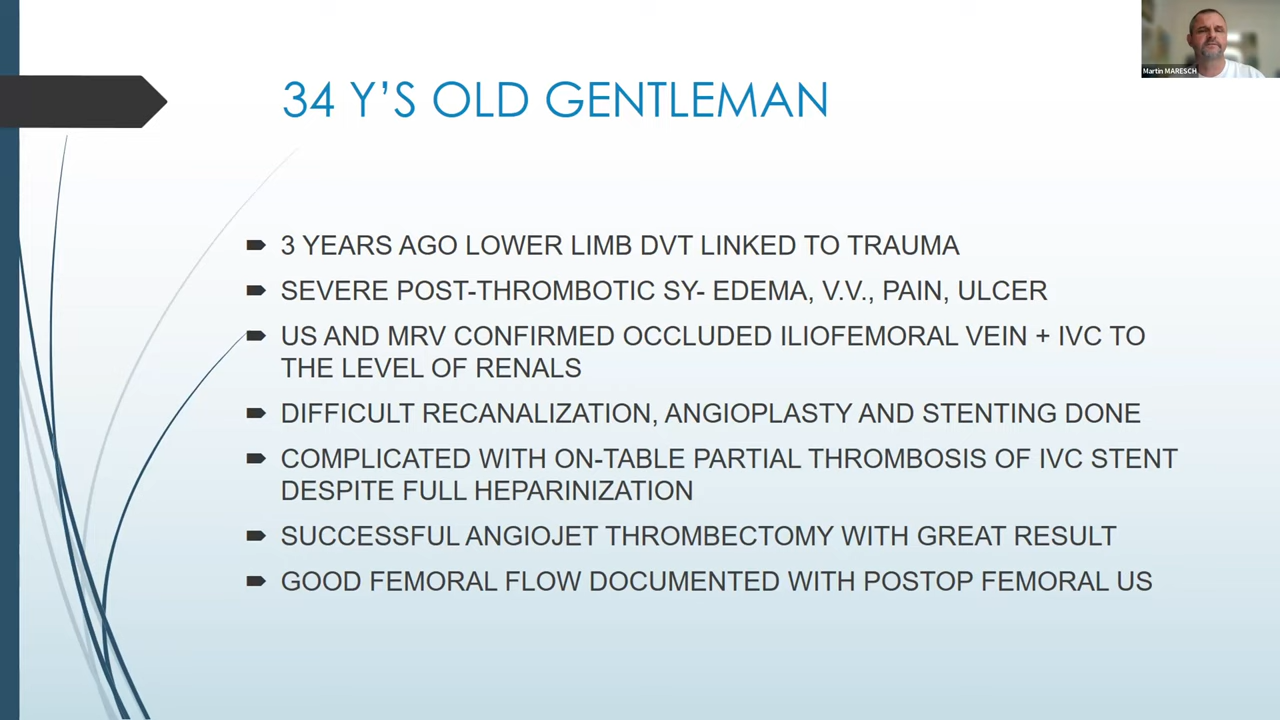 Martin MARESCH
34 Y’S OLD GENTLEMAN
3 YEARS AGO LOWER LIMB DVT LINKED TO TRAUMA
SEVERE POST-THROMBOTIC SY- EDEMA, V.V., PAIN, ULCER
US AND MRV CONFIRMED OCCLUDED ILIOFEMORAL VEIN + IVC TO
THE LEVEL OF RENALS
DIFFICULT RECANALIZATION, ANGIOPLASTY AND STENTING DONE
COMPLICATED WITH ON-TABLE PARTIAL THROMBOSIS OF IVC STENT
DESPITE FULL HEPARINIZATION
SUCCESSFUL ANGIOJET THROMBECTOMY WITH GREAT RESULT
GOOD FEMORAL FLOW DOCUMENTED WITH POSTOP FEMORAL US